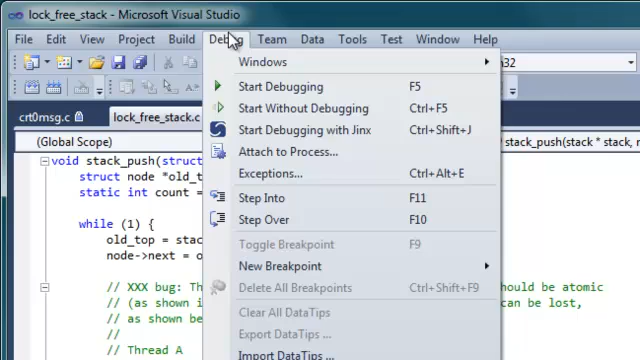 lock_free_stack - Microsoft Visual Studio
File Edit View Project Build Debug Team Data Tools Test Window Help
Windows
Start Debugging F5
Start Without Debugging Ctrl+F5
Start Debugging with Jinx Ctrl+Shift+J
Attach to Process...
Exceptions... Ctrl+Alt+E
Step Into F11
Step Over F10
Toggle Breakpoint F9
New Breakpoint
Delete All Breakpoints Ctrl+Shift+F9
Clear All DataTips
Export DataTips ...
Import DataTips ...
n32
crt0msg.c lock_free_stack.c
(Global Scope) stack_push(stack * stack, n
void stack_push(struct
struct node *old_t
static int count =
while (1) {
old_top = stac
node->next = o
// XXX bug: Th hould be atomic
// (as shown i can be lost,
// as shown be
//
// Thread A